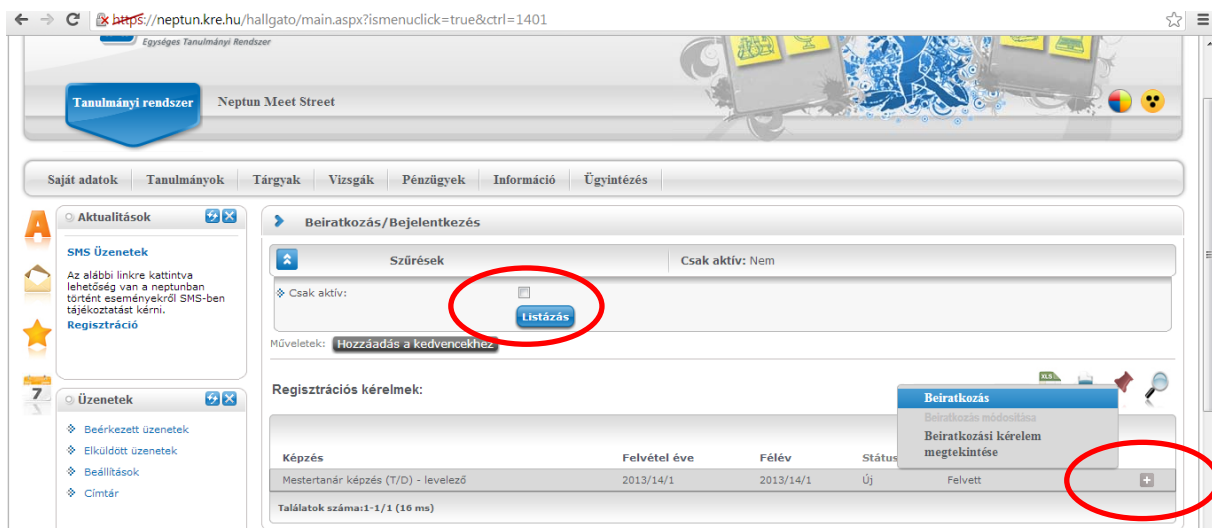 https://neptun.kre.hu/hallgato/main.aspx?ismenuclick=true&ctrl=1401
Egységes Tanulmányi Rendszer
Tanulmányi rendszer Neptun Meet Street
Saját adatok Tanulmányok Tárgyak Vizsgák Pénzügyek Információ Ügyintézés
Aktualitások
SMS Üzenetek
Az alábbi linkre kattintva
lehetőség van a neptunban
történt eseményekről SMS-ben
tájékoztatást kérni.
Regisztráció
7
Üzenetek
Beérkezett üzenetek
Elküldött üzenetek
Beállítások
Címtár
Beiratkozás/Bejelentkezés
Szűrések Csak aktív: Nem
Csak aktív:
Listázás
Műveletek: Hozzáadás a kedvencekhez
Regisztrációs kérelmek:
XLS
Beiratkozás
Beiratkozás módosítása
Beiratkozási kérelem
megtekintése
Képzés Felvétel éve Félév
Mestertanár képzés (T/D) - levelező 2013/14/1 2013/14/1 Új Felvett
Találatok száma:1-1/1 (16 ms)